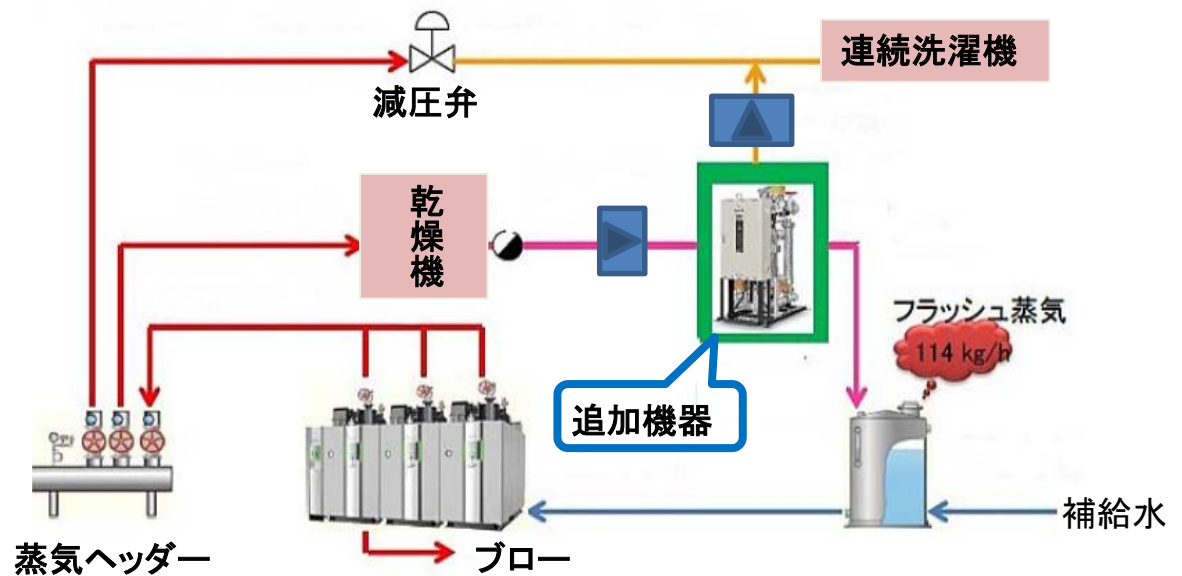 連続洗濯機
減圧弁
乾燥機
フラッシュ蒸気
114 kg/h
追加機器
補給水
蒸気ヘッダー
ブロー